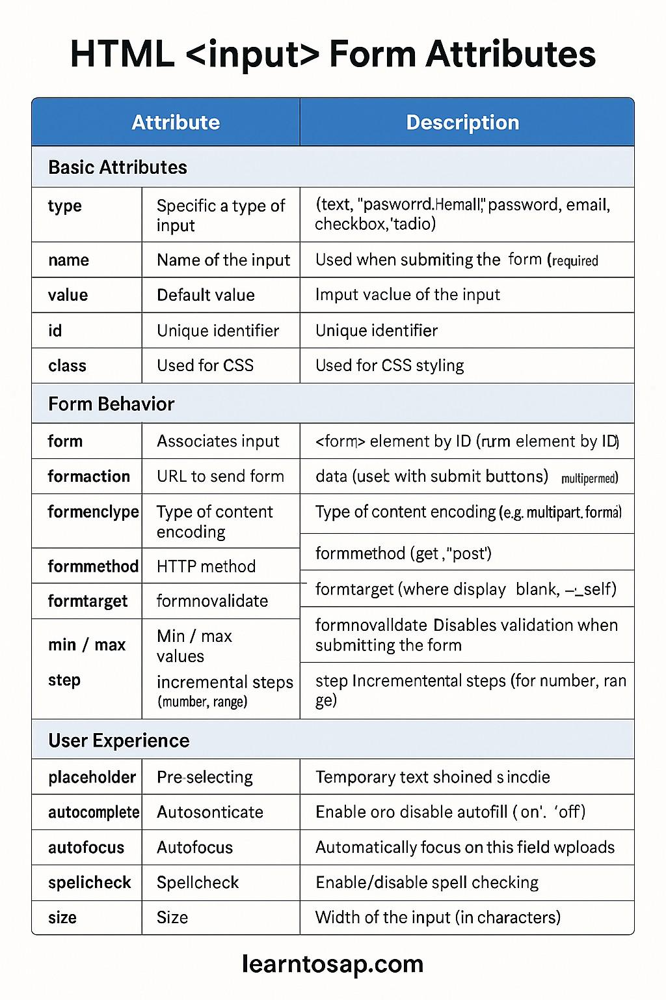 HTML <input> Form Attributes
Attribute Description
Basic Attributes
type Specific a type of (text, "pasworrd.Hemall;" password, email,
input checkbox,'tadio)
name Name of the input Used when submiting the form (required
value Default value Imput vaclue of the input
id Unique identifier Unique identifier
class Used for CSS Used for CSS styling
Form Behavior
form Associates input <form> element by ID (rurm element by ID)
formaction URL to send form data (useb with submit buttons) multipermed)
formenclype Type of content Type of content encoding (e.g. multipart. forma)
encoding
formmethod (get ,"post')
formmethod HTTP method
formtarget (where display blank, –-_self)
formtarget formnovalidate
formnovalldate Disables validation when
min / max Min / max submitting the form
values
step incremental steps step Incrementental steps (for number, ran
(mumber, range) ge)
User Experience
placeholder Pre-selecting Temporary text shoined s incdie
autocomplete Autosonticate Enable oro disable autofill ( on'. 'off')
autofocus Autofocus Automatically focus on this field wploads
spelicheck Spellcheck Enable/disable spell checking
size Size Width of the input (in characters)
learntosap.com